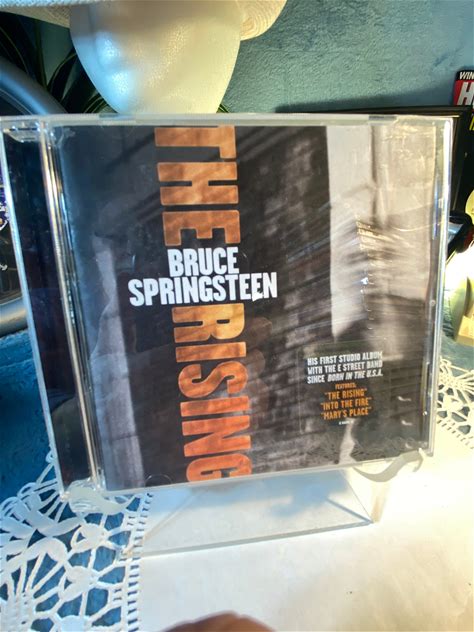 THE RISING
BRUCE
SPRINGSTEEN
HIS FIRST STUDIO ALBUM
WITH THE E STREET BAND
SINCE BORN IN THE U.S.A.
FEATURES:
"THE RISING"
"INTO THE FIRE"
"MARY'S PLACE"
WIN
H